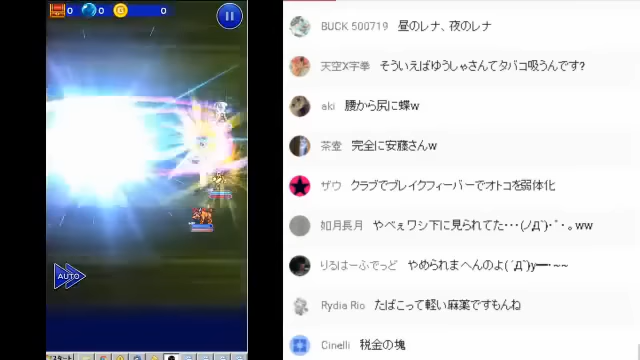 0 0 0
AUTO
BUCK 500719 昼のレナ、夜のレナ
天空X字拳 そういえばゆうしゃさんてタバコ吸うんです?
aki 腰から尻に蝶w
茶壷 完全に安藤さんw
ザウ クラブでブレイクフィーバーでオトコを弱体化
如月長月 やべぇワシ下に見られてた･･･(ノД`)･ﾟ･。ww
りるはーふでっど やめられまへんのよ( ´Д`)y━･~~
Rydia Rio たばこって軽い麻薬ですもんね
Cinelli 税金の塊